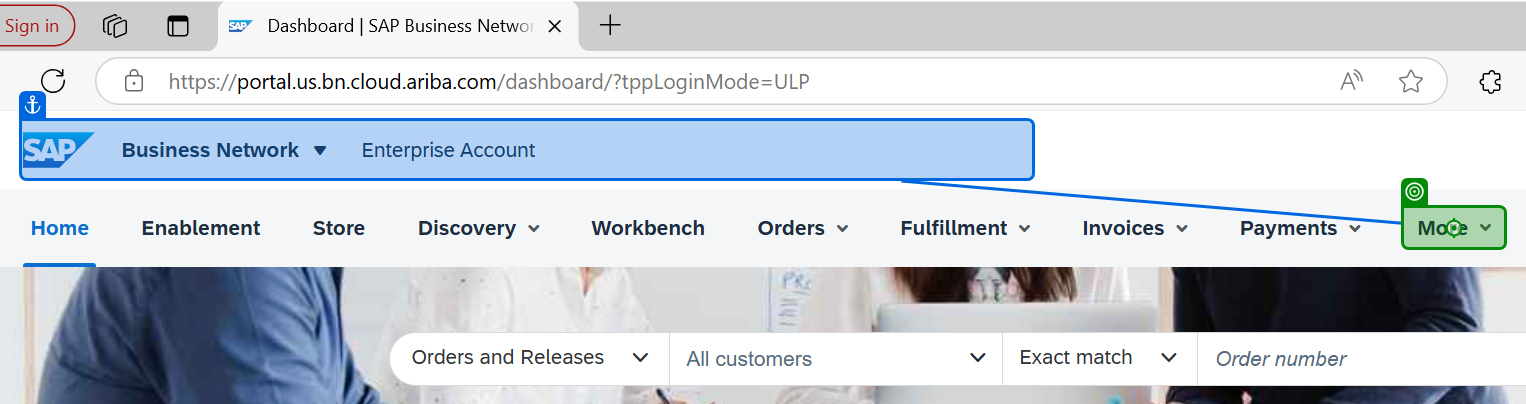 Sign in
Dashboard | SAP Business Networ
https://portal.us.bn.cloud.ariba.com/dashboard/?tppLoginMode=ULP
SAP Business Network Enterprise Account
Home Enablement Store Discovery Workbench Orders Fulfillment Invoices Payments More
Orders and Releases All customers Exact match Order number